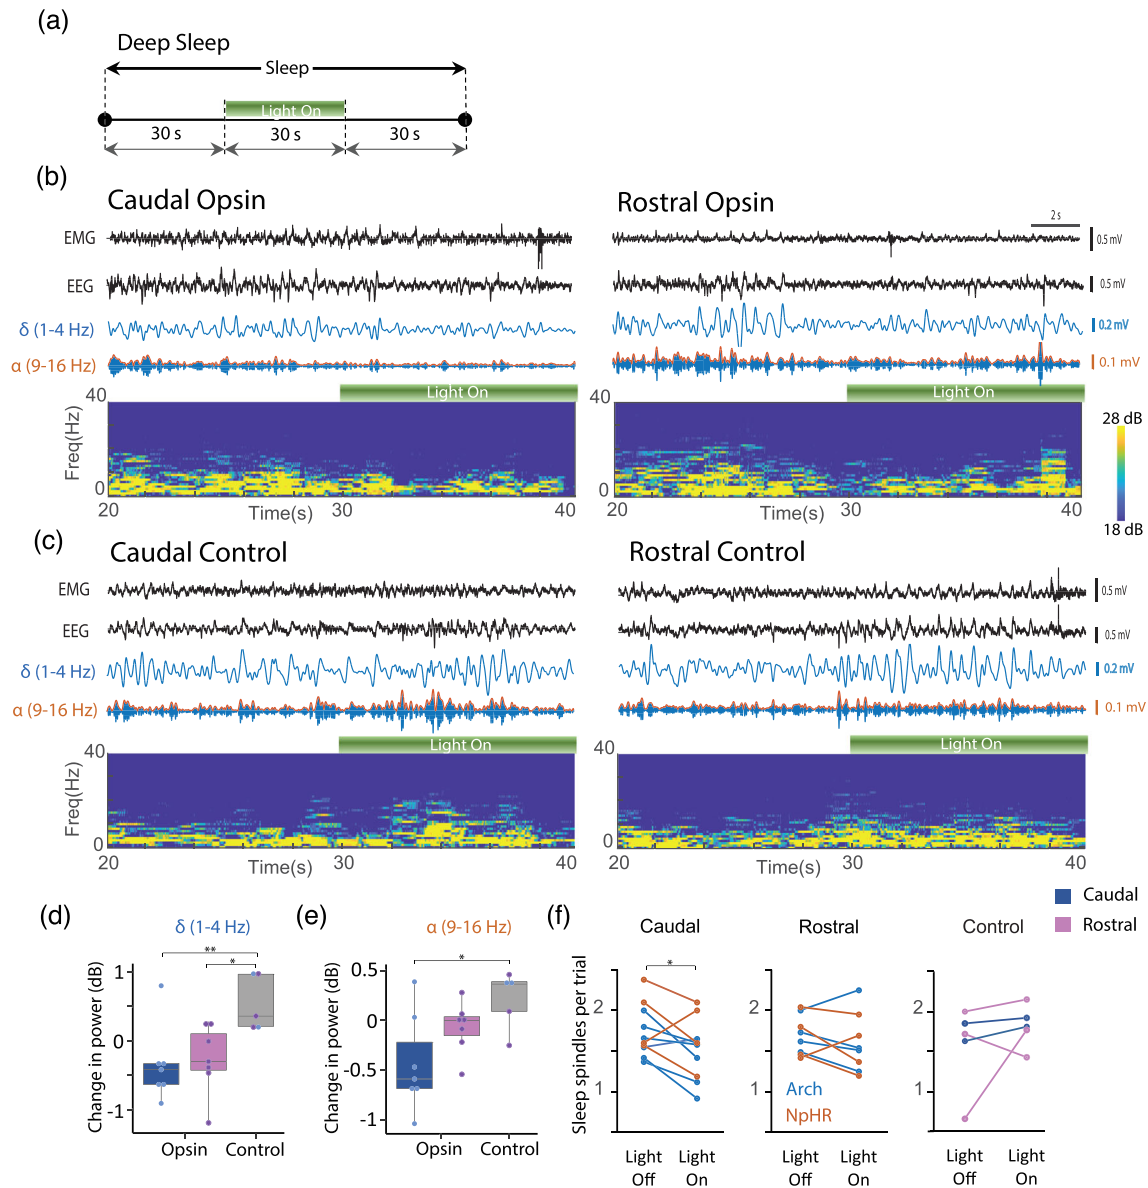 (a)
Deep Sleep
Sleep
Light On
30 s 30 s 30 s
(b)
Caudal Opsin Rostral Opsin
2 s
EMG 0.5 mV
EEG 0.5 mV
δ (1-4 Hz) 0.2 mV
α (9-16 Hz) 0.1 mV
Light On Light On
40 40 28 dB
Freq(Hz)
0 0
20 Time(s) 30 40 20 Time(s) 30 40 18 dB
(c)
Caudal Control Rostral Control
EMG 0.5 mV
EEG 0.5 mV
δ (1-4 Hz) 0.2 mV
α (9-16 Hz) 0.1 mV
Light On Light On
40 40
Freq(Hz)
0 0
20 Time(s) 30 40 20 Time(s) 30 40
Caudal
Rostral
(d)
δ (1-4 Hz)
**
*
Change in power (dB)
1
0
-1
Opsin Control
(e)
α (9-16 Hz)
*
Change in power (dB)
0.5
0
-0.5
-1
Opsin Control
(f)
Caudal Rostral Control
*
Sleep spindles per trial
2 2 2
1 1 1
Arch
NpHR
Light Light Light Light Light Light
Off On Off On Off On